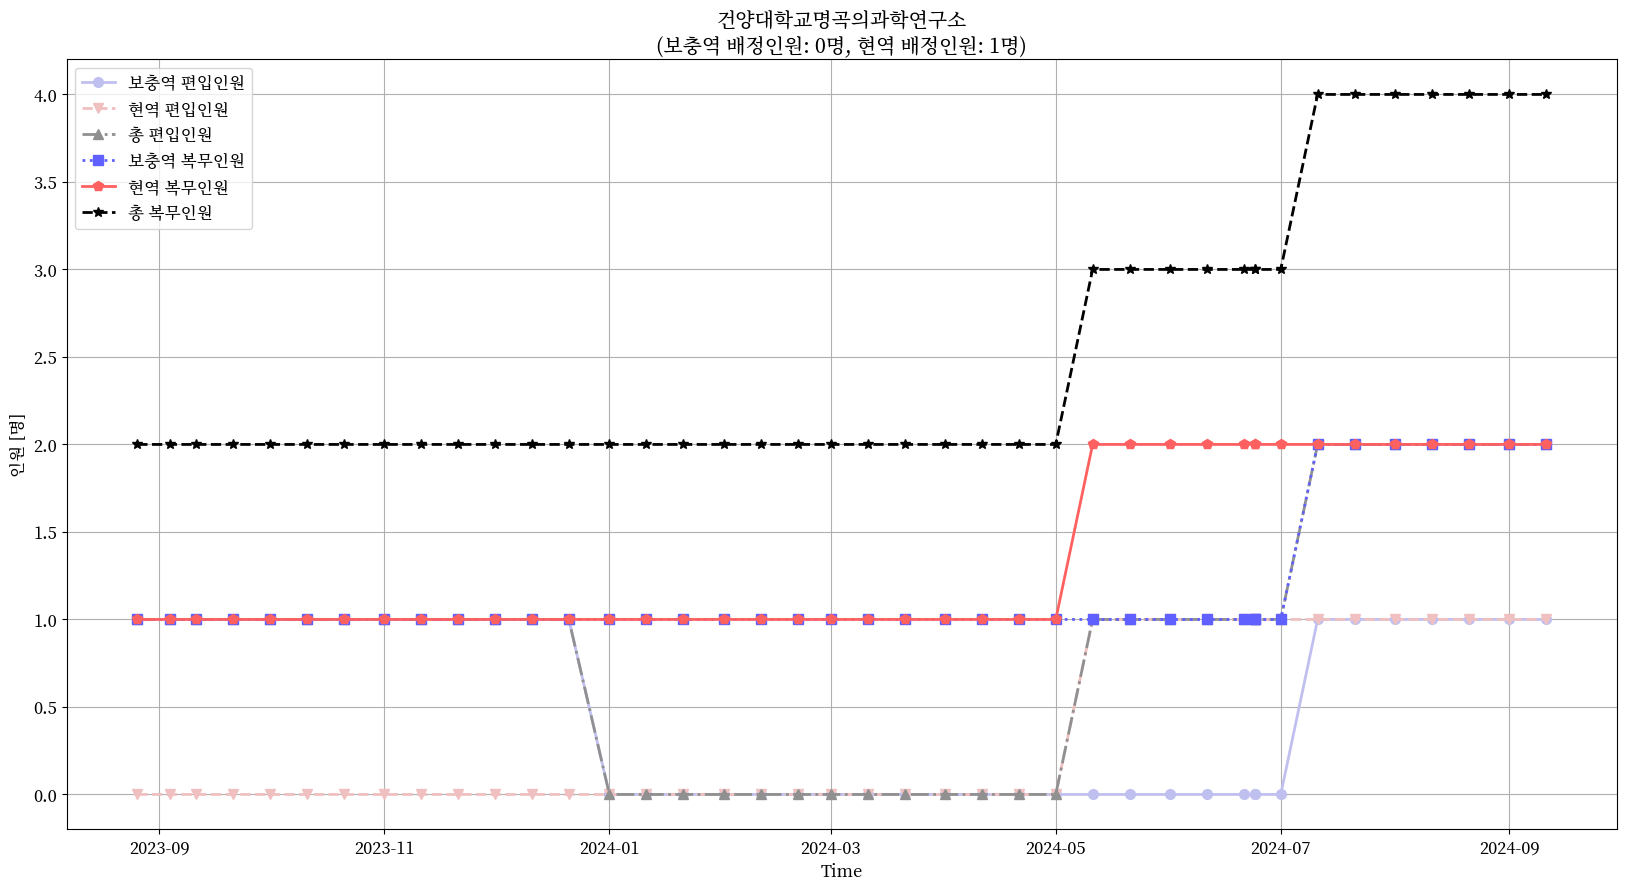 건양대학교명곡의과학연구소
(보충역 배정인원: 0명, 현역 배정인원: 1명)
보충역 편입인원
현역 편입인원
총 편입인원
보충역 복무인원
현역 복무인원
총 복무인원
인원 [명]
4.0
3.5
3.0
2.5
2.0
1.5
1.0
0.5
0.0
2023-09
2023-11
2024-01
2024-03
2024-05
2024-07
2024-09
Time